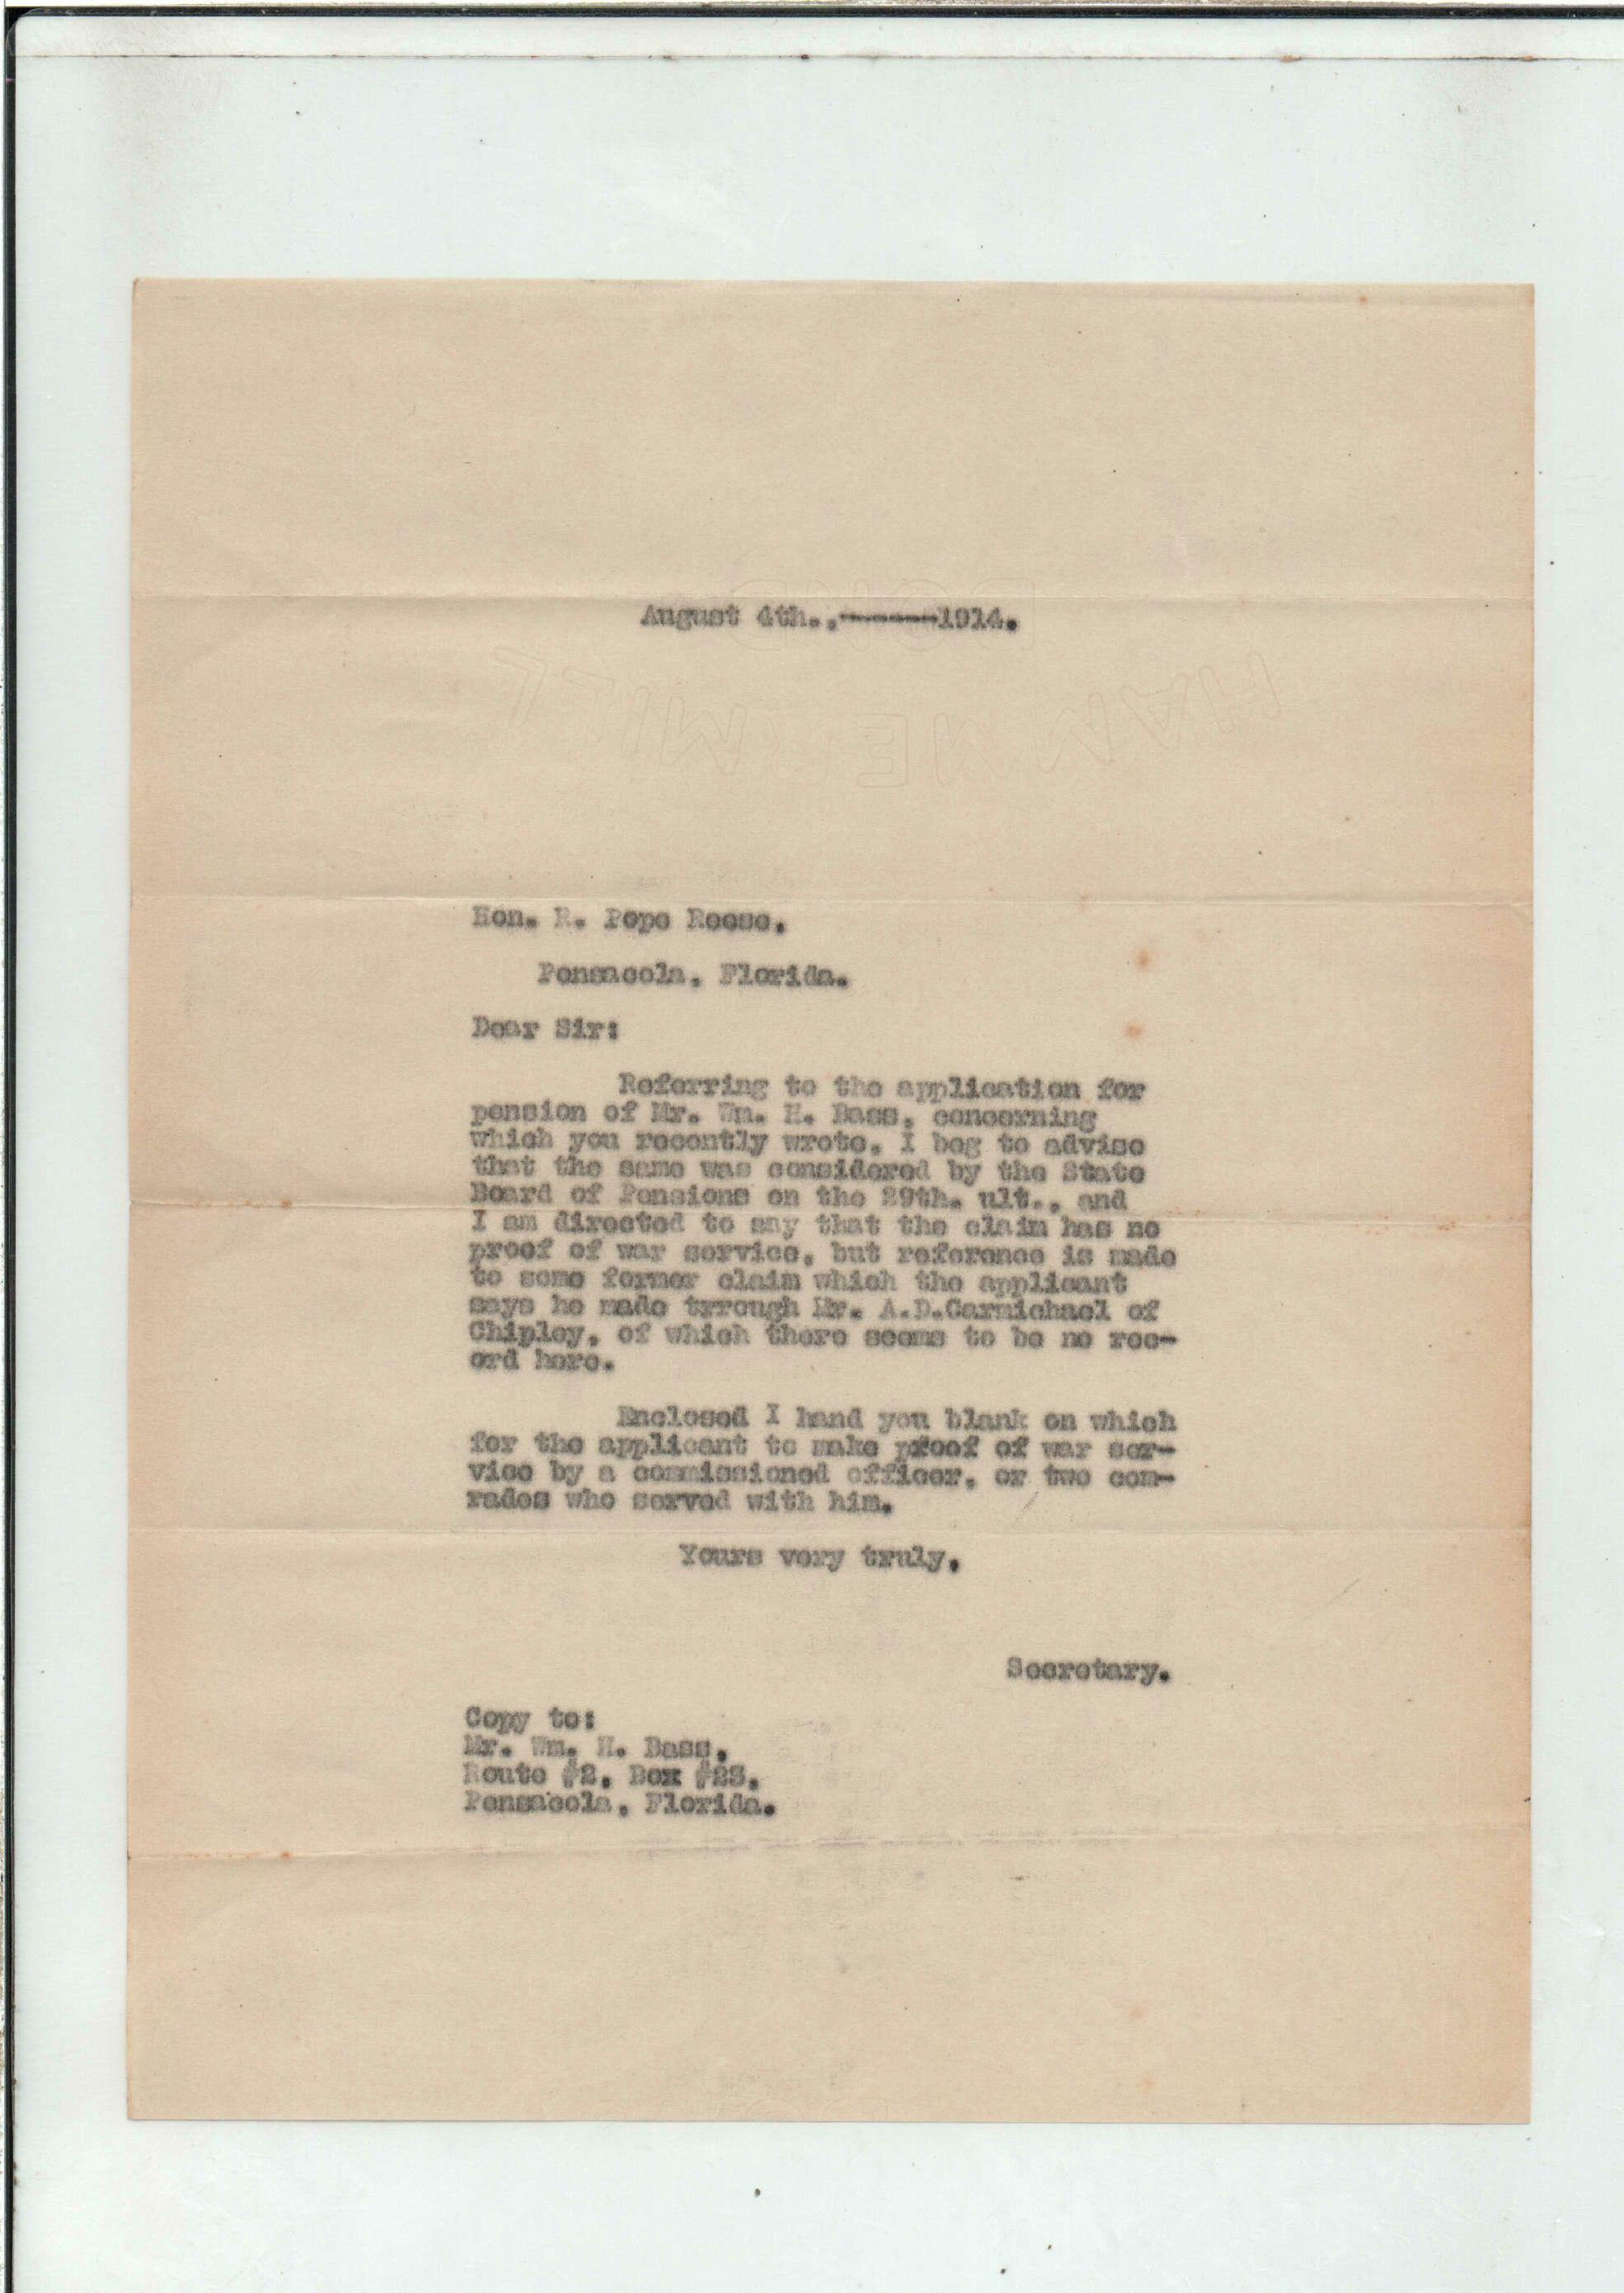 August 4th.,-------1914.
BOND
HAMMERMILL
Hon. R. Pope Reese,
Pensacola, Florida.
Dear Sir:
Referring to the application for
pension of Mr. Wm. H. Bass, concerning
which you recently wrote, I beg to advise
that the same was considered by the State
Board of Pensions on the 29th. ult., and
I am directed to say that the claim has no
proof of war service, but reference is made
to some former claim which the applicant
says he made trrough Mr. A.D.Carmichael of
Chipley, of which there seems to be no rec-
ord here.
Enclosed I hand you blank on which
for the applicant to make proof of war ser-
vice by a commissioned officer, or two com-
rades who served with him.
Yours very truly,
Secretary.
Copy to:
Mr. Wm. H. Bass,
Route #2, Box #23,
Pensacola, Florida.